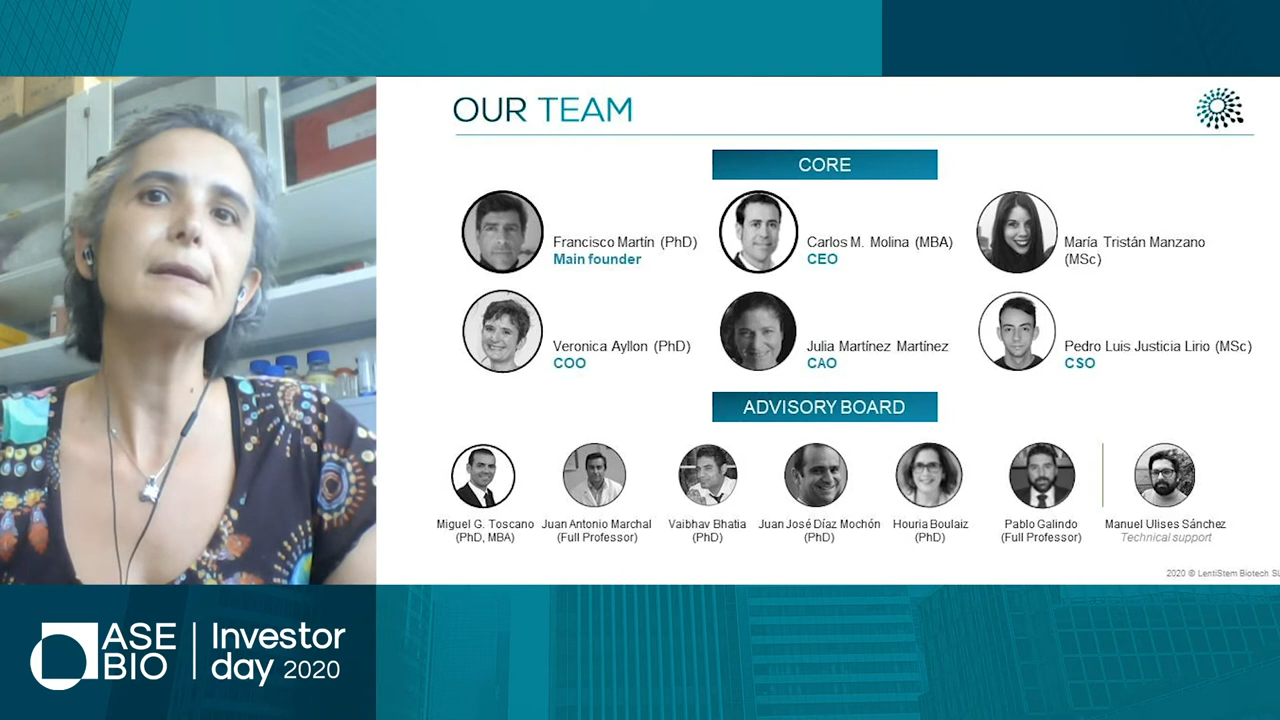 OUR TEAM
CORE
Francisco Martín (PhD)
Main founder
Carlos M. Molina (MBA)
CEO
María Tristán Manzano
(MSc)
Veronica Ayllon (PhD)
COO
Julia Martínez Martínez
CAO
Pedro Luis Justicia Lirio (MSc)
CSO
ADVISORY BOARD
Miguel G. Toscano
(PhD, MBA)
Juan Antonio Marchal
(Full Professor)
Vaibhav Bhatia
(PhD)
Juan José Díaz Mochón
(PhD)
Houria Boulaiz
(PhD)
Pablo Galindo
(Full Professor)
Manuel Ulises Sánchez
Technical support
2020 © LentiStem Biotech SL
ASE
BIO
Investor
day 2020